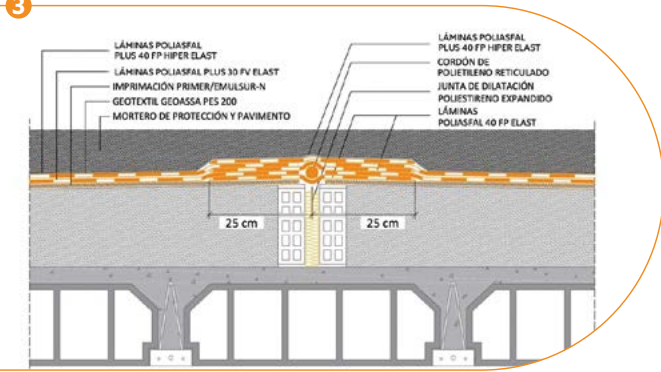 3
LÁMINAS POLIASFAL
PLUS 40 FP HIPER ELAST
LÁMINAS POLIASFAL PLUS 30 FV ELAST
IMPRIMACIÓN PRIMER/EMULSUR-N
GEOTEXTIL GEOASSA PES 200
MORTERO DE PROTECCIÓN Y PAVIMENTO
LÁMINAS POLIASFAL
PLUS 40 FP HIPER ELAST
CORDÓN DE
POLIETILENO RETICULADO
JUNTA DE DILATACIÓN
POLIESTIRENO EXPANDIDO
LÁMINAS
POLIASFAL 40 FP ELAST
25 cm
25 cm